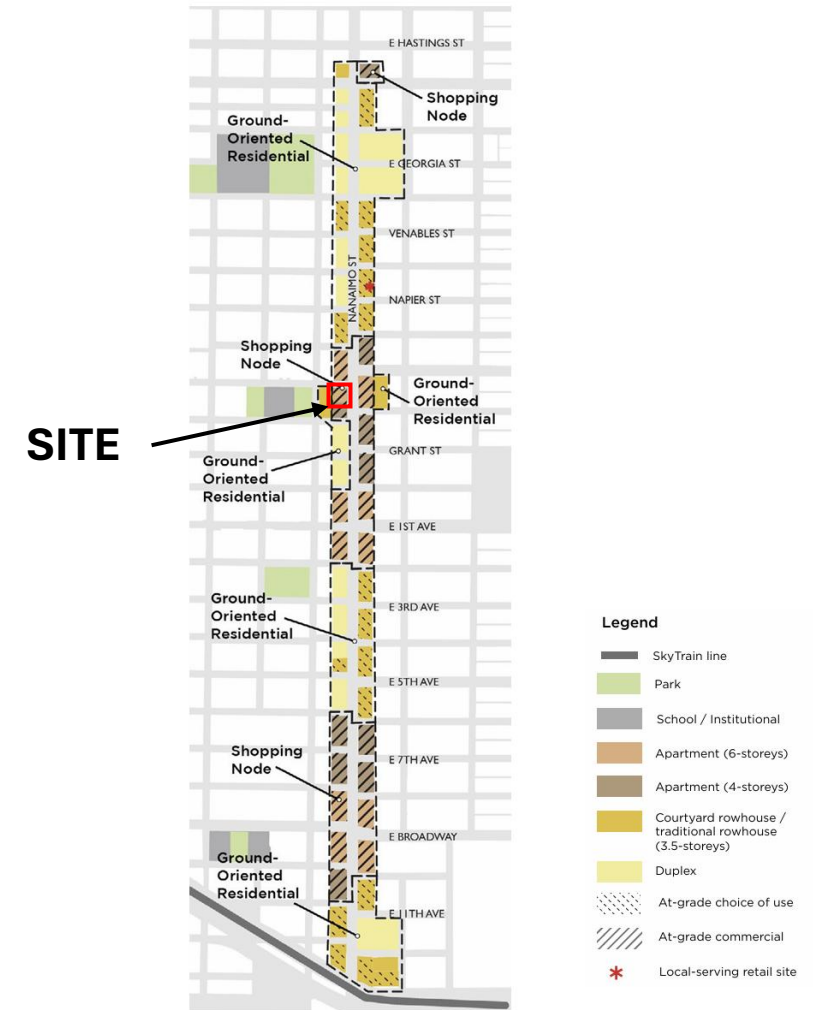 E HASTINGS ST
Shopping
Node
Ground-
Oriented
Residential
E GEORGIA ST
VENABLES ST
NANAIMO ST
NAPIER ST
Shopping
Node
Ground-
Oriented
Residential
SITE
GRANT ST
Ground-
Oriented
Residential
E 1ST AVE
Ground-
Oriented
Residential
E 3RD AVE
E 5TH AVE
Shopping
Node
E 7TH AVE
E BROADWAY
Ground-
Oriented
Residential
E 11TH AVE
Legend
SkyTrain line
Park
School / Institutional
Apartment (6-storeys)
Apartment (4-storeys)
Courtyard rowhouse /
traditional rowhouse
(3.5-storeys)
Duplex
At-grade choice of use
At-grade commercial
Local-serving retail site